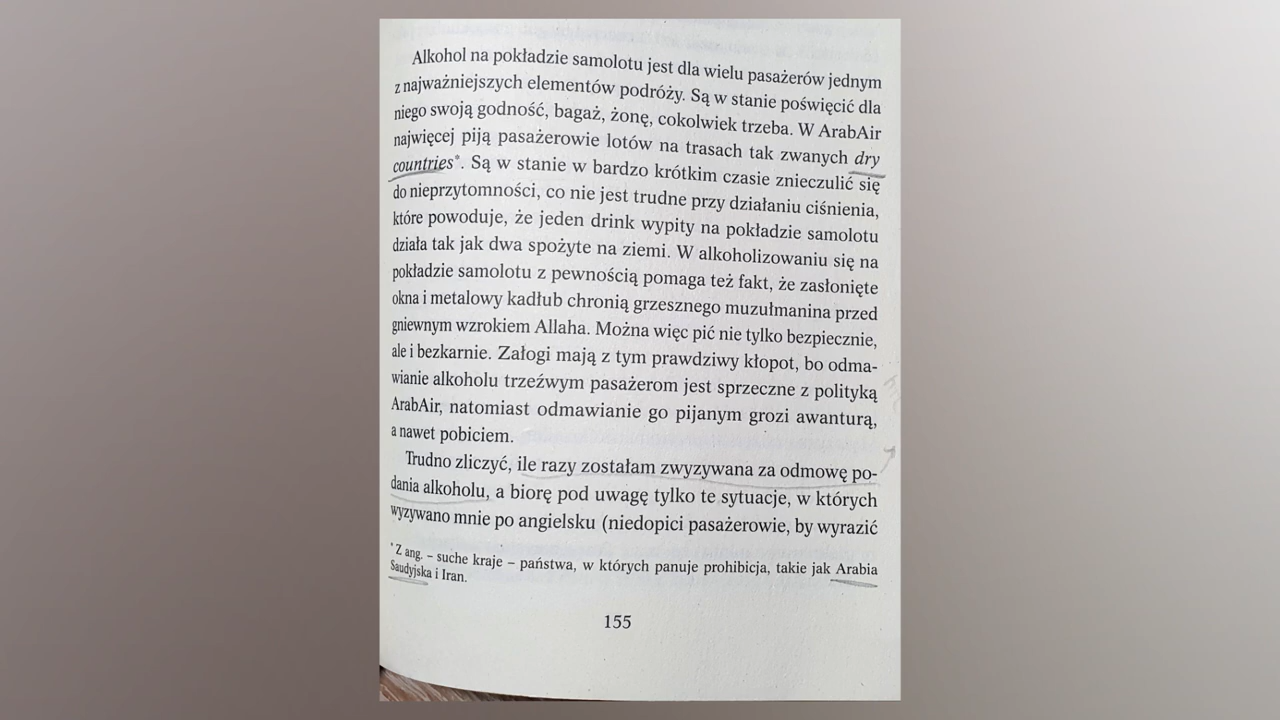 Alkohol na pokładzie samolotu jest dla wielu pasażerów jednym
z najważniejszych elementów podróży. Są w stanie poświęcić dla
niego swoją godność, bagaż, żonę, cokolwiek trzeba. W ArabAir
najwięcej piją pasażerowie lotów na trasach tak zwanych dry
countries*. Są w stanie w bardzo krótkim czasie znieczulić się
do nieprzytomności, co nie jest trudne przy działaniu ciśnienia,
które powoduje, że jeden drink wypity na pokładzie samolotu
działa tak jak dwa spożyte na ziemi. W alkoholizowaniu się na
pokładzie samolotu z pewnością pomaga też fakt, że zasłonięte
okna i metalowy kadłub chronią grzesznego muzułmanina przed
gniewnym wzrokiem Allaha. Można więc pić nie tylko bezpiecznie,
ale i bezkarnie. Załogi mają z tym prawdziwy kłopot, bo odma-
wianie alkoholu trzeźwym pasażerom jest sprzeczne z polityką
ArabAir, natomiast odmawianie go pijanym grozi awanturą,
a nawet pobiciem.
Trudno zliczyć, ile razy zostałam zwyzywana za odmowę po-
dania alkoholu, a biorę pod uwagę tylko te sytuacje, w których
wyzywano mnie po angielsku (niedopici pasażerowie, by wyrazić
* Z ang. – suche kraje – państwa, w których panuje prohibicja, takie jak Arabia
Saudyjska i Iran.
155